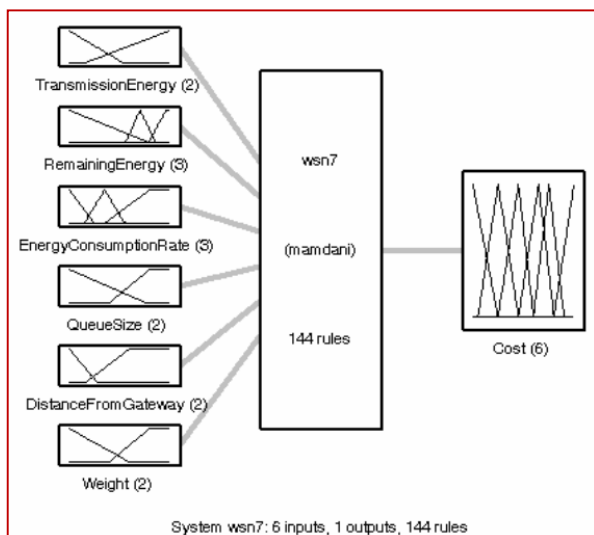 TransmissionEnergy (2)
RemainingEnergy (3)
EnergyConsumptionRate (3)
QueueSize (2)
DistanceFromGateway (2)
Weight (2)
wsn7
(mamdani)
144 rules
Cost (6)
System wsn7: 6 inputs, 1 outputs, 144 rules